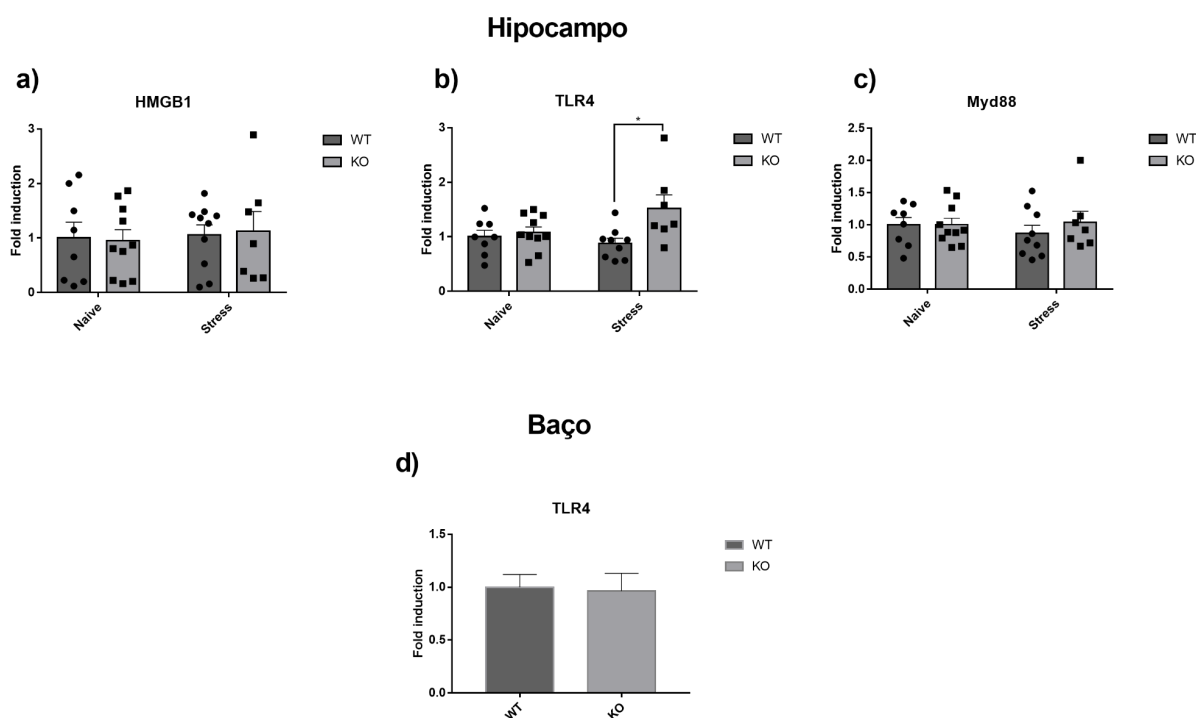 Hipocampo
a)
HMGB1
Fold induction
3
2
1
0
Naive
Stress
WT
KO
b)
TLR4
Fold induction
3
2
1
0
*
Naive
Stress
WT
KO
c)
Myd88
Fold induction
2.5
2.0
1.5
1.0
0.5
0.0
Naive
Stress
WT
KO
Baço
d)
TLR4
Fold induction
1.5
1.0
0.5
0.0
WT
KO
WT
KO